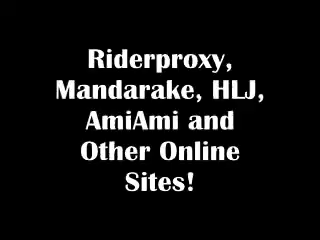 Riderproxy,
Mandarake, HLJ,
AmiAmi and
Other Online
Sites!